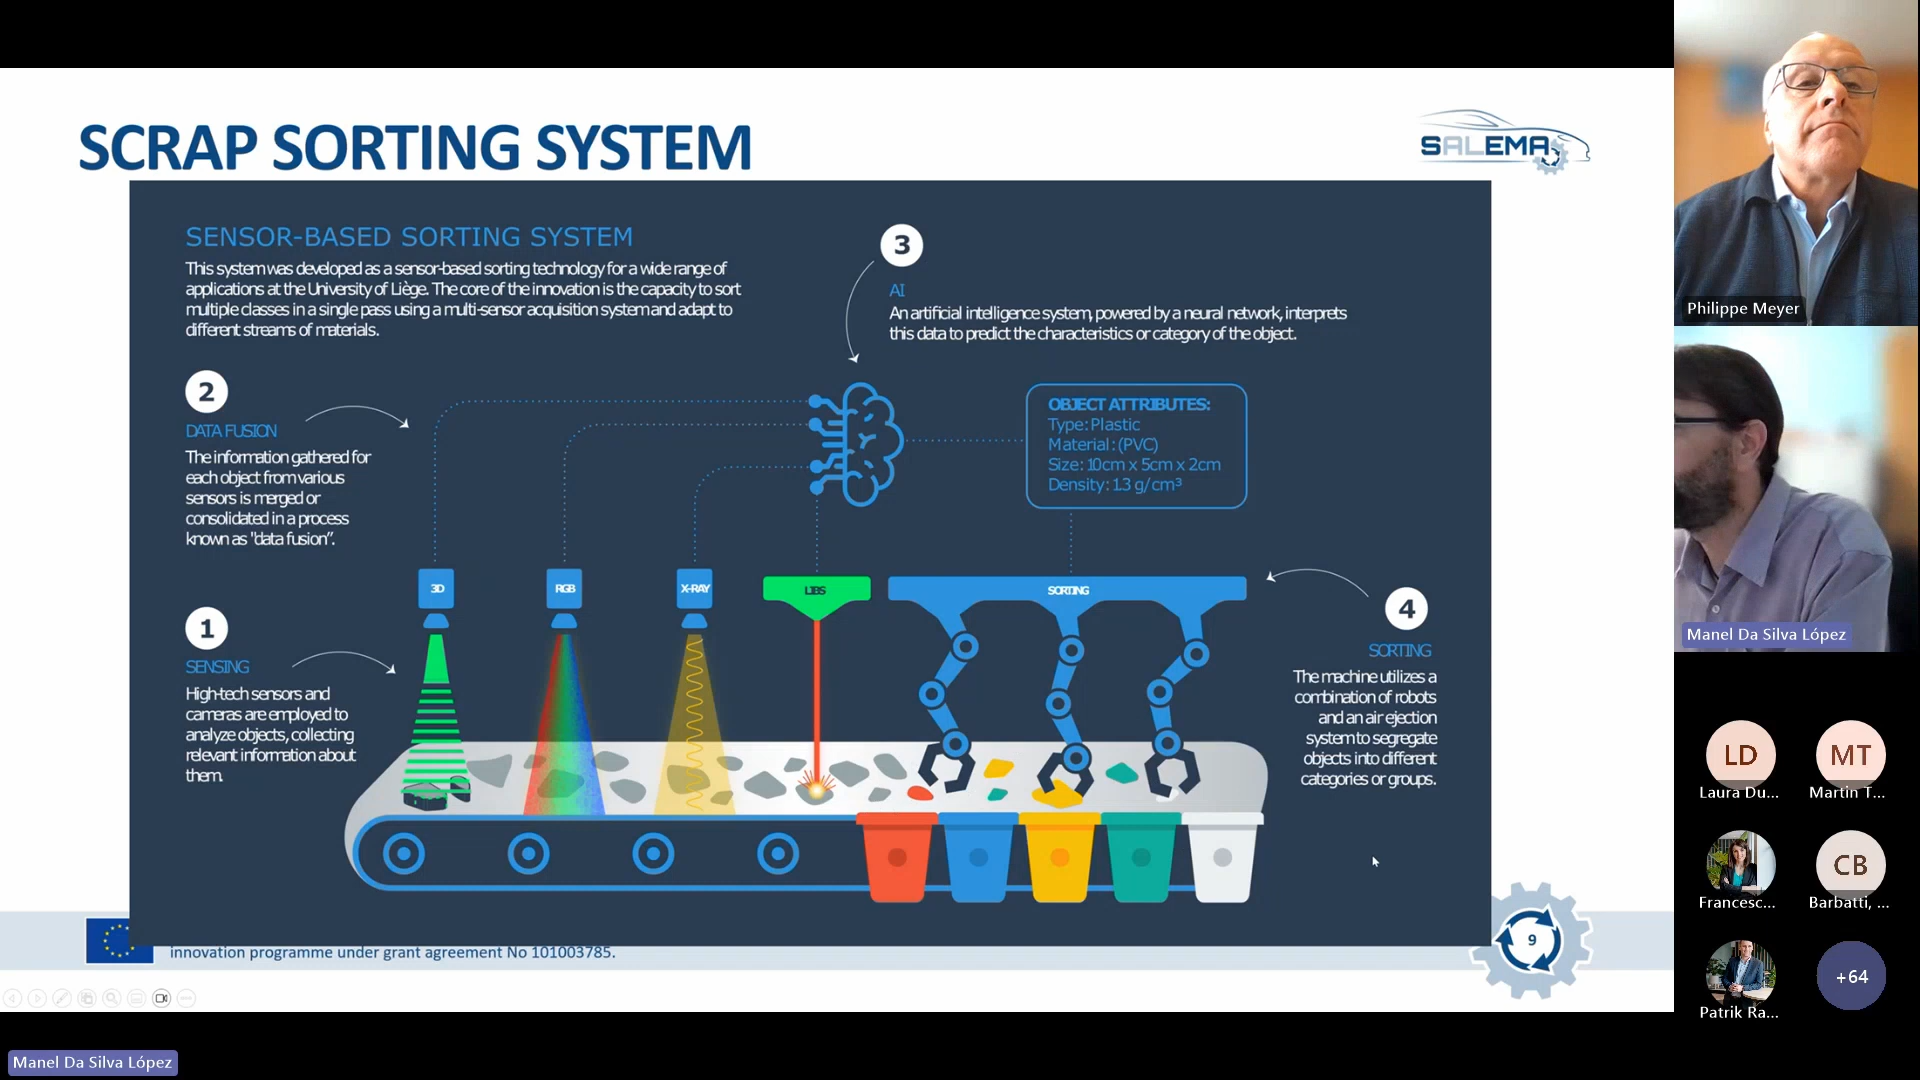 SCRAP SORTING SYSTEM
SALEMA
SENSOR-BASED SORTING SYSTEM
This system was developed as a sensor-based sorting technology for a wide range of
applications at the University of Liège. The core of the innovation is the capacity to sort
multiple classes in a single pass using a multi-sensor acquisition system and adapt to
different streams of materials.
3
AI
An artificial intelligence system, powered by a neural network, interprets
this data to predict the characteristics or category of the object.
2
DATA FUSION
The information gathered for
each object from various
sensors is merged or
consolidated in a process
known as "data fusion".
OBJECT ATTRIBUTES:
Type: Plastic
Material: (PVC)
Size: 10cm x 5cm x 2cm
Density: 1.3 g/cm³
3D
RGB
X-RAY
LIBS
SORTING
1
SENSING
High-tech sensors and
cameras are employed to
analyze objects, collecting
relevant information about
them.
4
SORTING
The machine utilizes a
combination of robots
and an air ejection
system to segregate
objects into different
categories or groups.
innovation programme under grant agreement No 101003785.
9
Manel Da Silva López
Philippe Meyer
Manel Da Silva López
LD
Laura Du...
MT
Martin T...
Francesc...
CB
Barbatti, ...
Patrik Ra...
+64